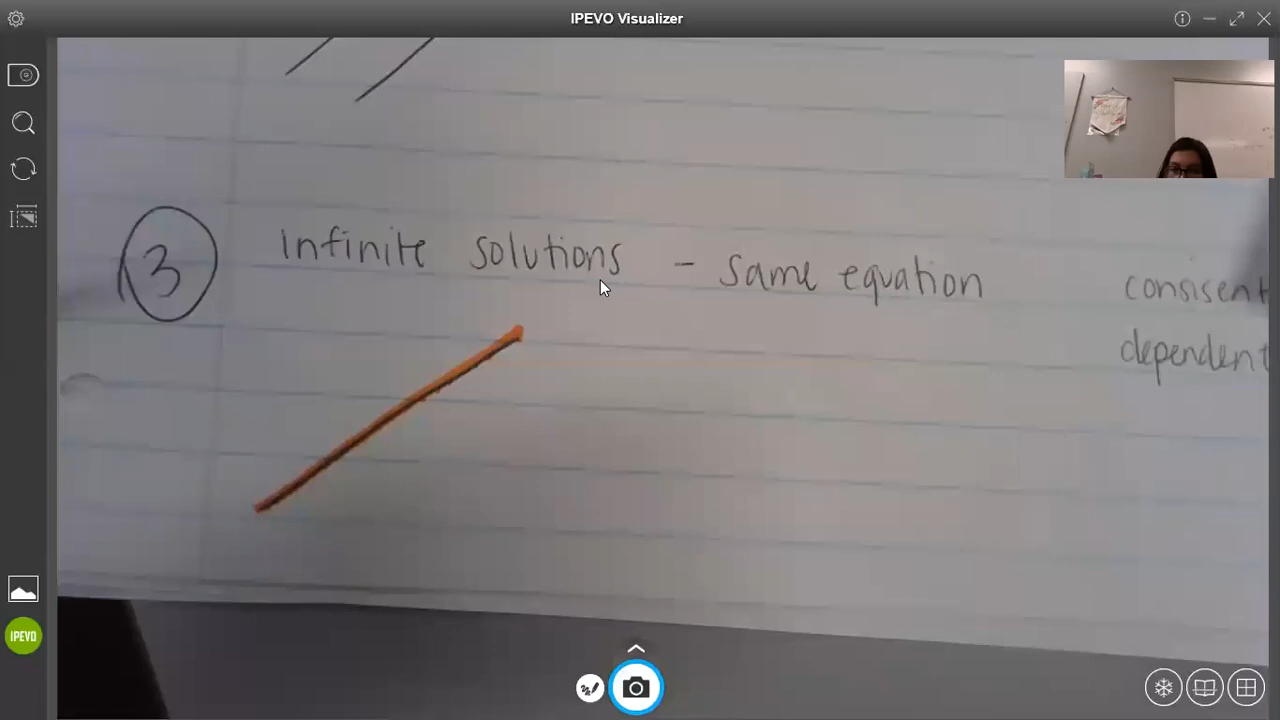 IPEVO Visualizer
3 Infinite solutions - same equation
consisent
dependent
IPEVO